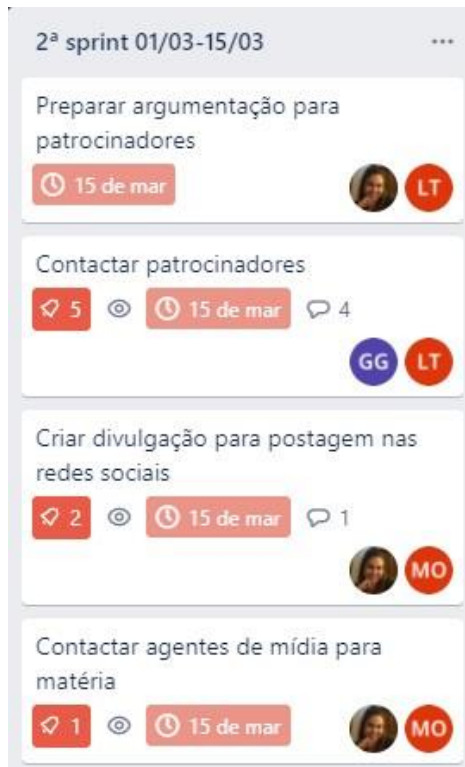 2ª sprint 01/03-15/03
Preparar argumentação para
patrocinadores
15 de mar
LT
Contactar patrocinadores
5 15 de mar 4
GG LT
Criar divulgação para postagem nas
redes sociais
2 15 de mar 1
MO
Contactar agentes de mídia para
matéria
1 15 de mar MO